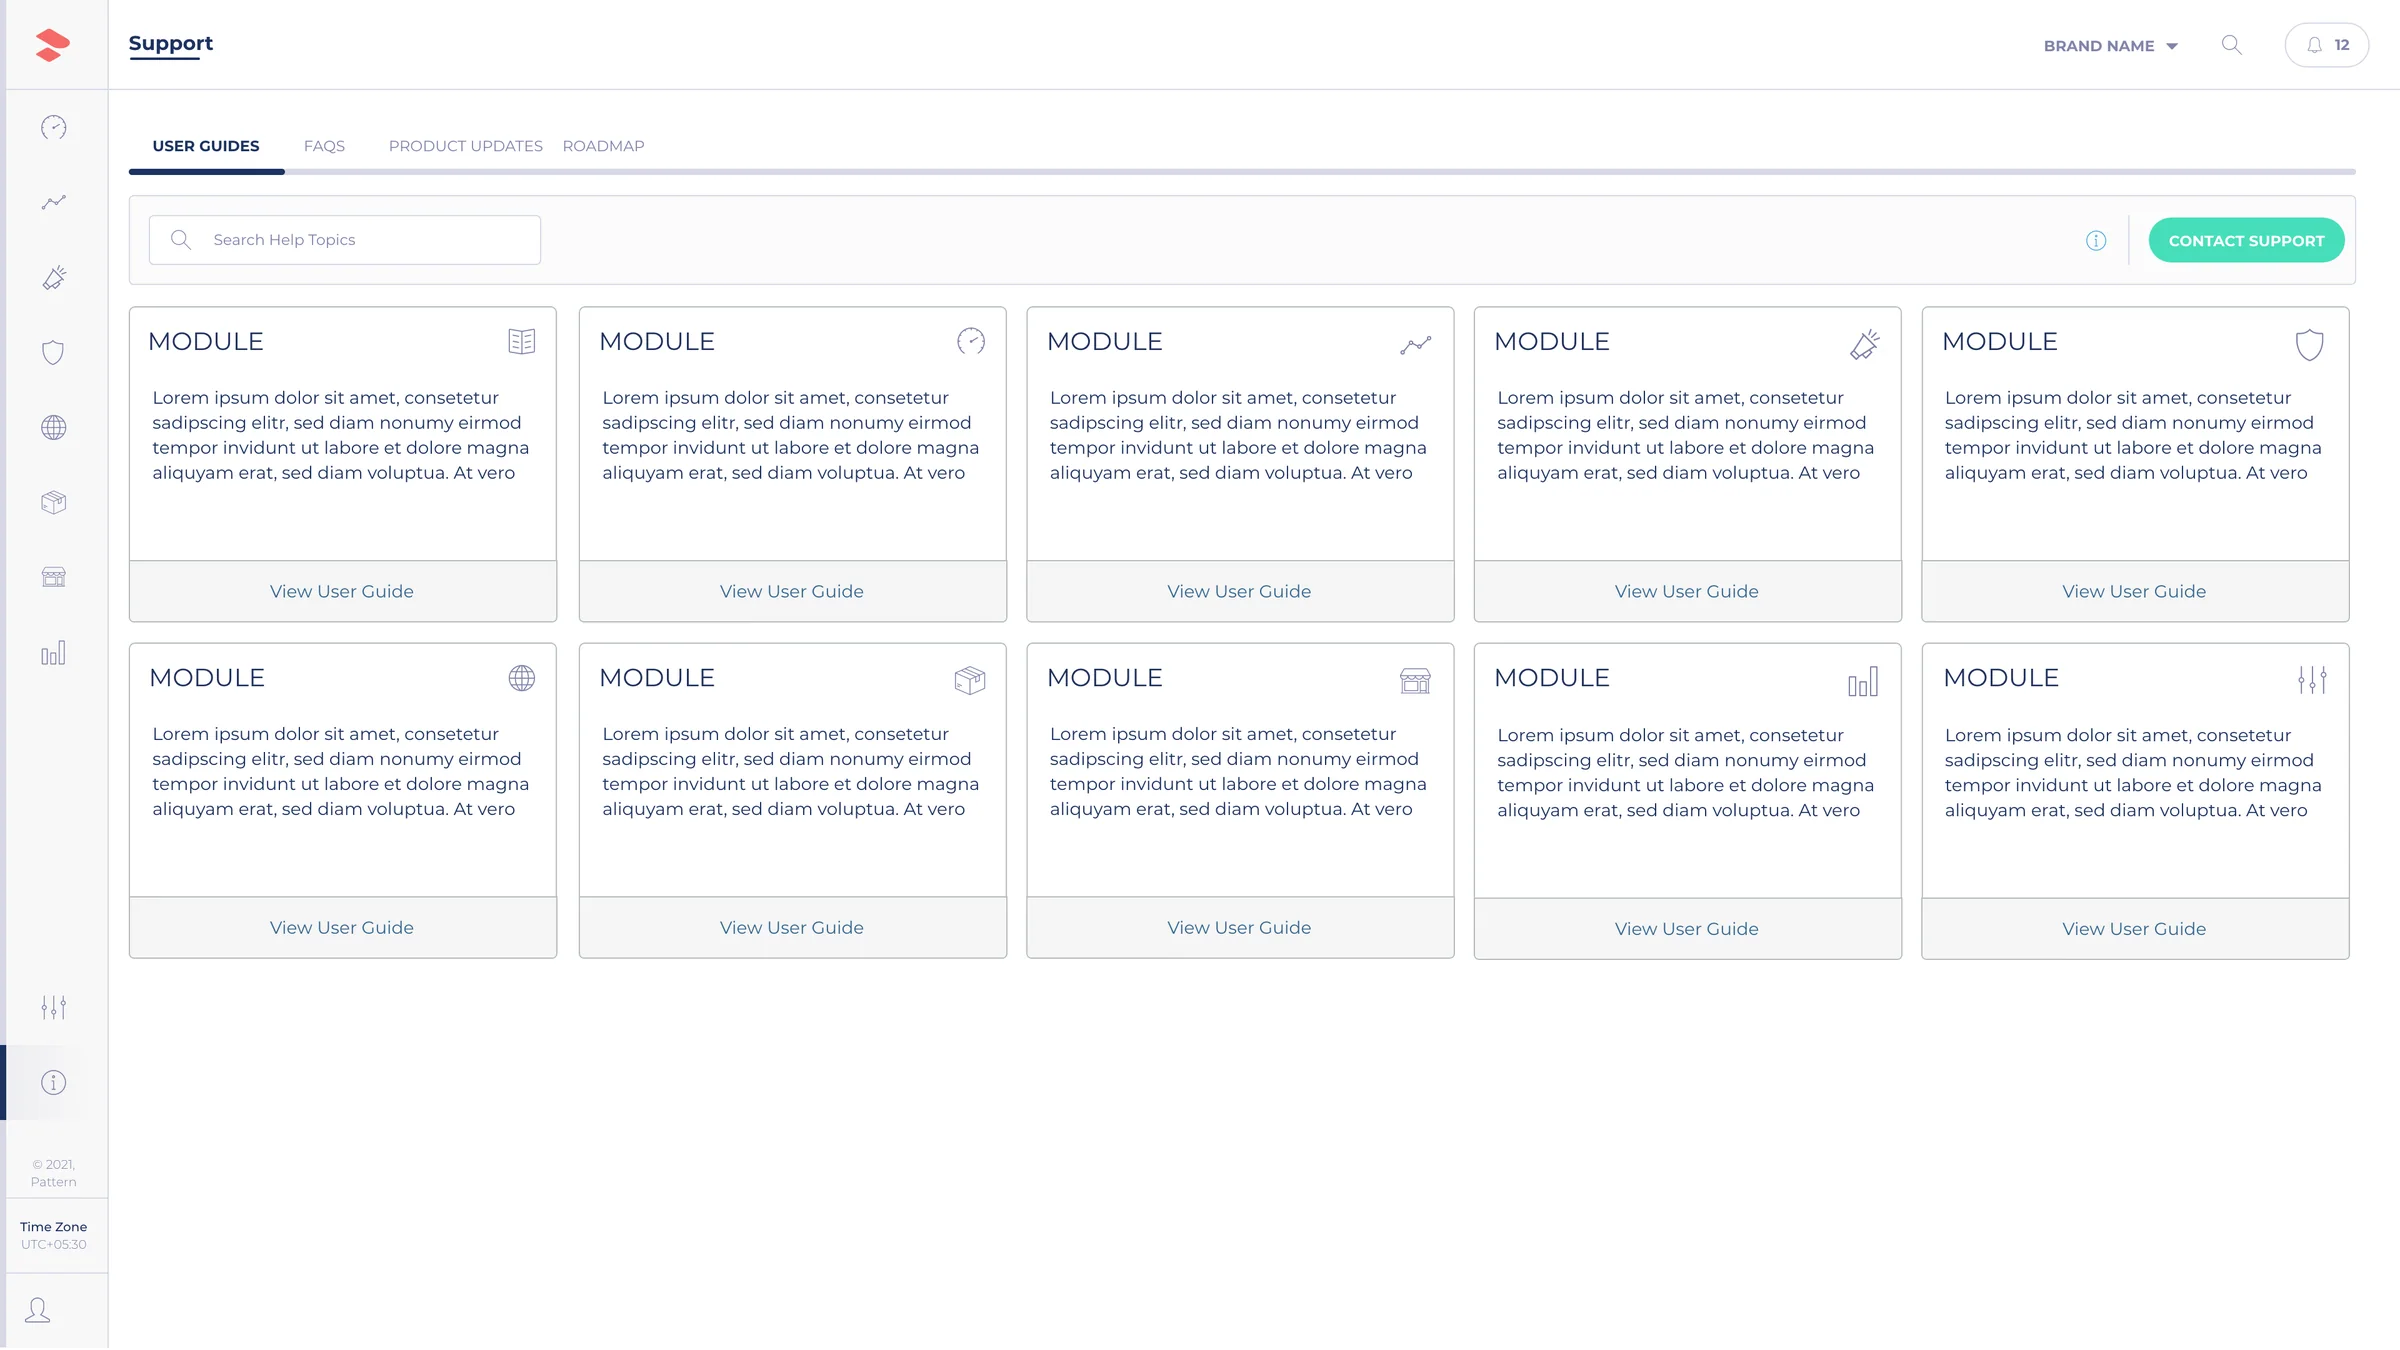 Support
BRAND NAME
12
USER GUIDES
FAQS
PRODUCT UPDATES
ROADMAP
Search Help Topics
CONTACT SUPPORT
MODULE
Lorem ipsum dolor sit amet, consetetur
sadipscing elitr, sed diam nonumy eirmod
tempor invidunt ut labore et dolore magna
aliquyam erat, sed diam voluptua. At vero
View User Guide
MODULE
Lorem ipsum dolor sit amet, consetetur
sadipscing elitr, sed diam nonumy eirmod
tempor invidunt ut labore et dolore magna
aliquyam erat, sed diam voluptua. At vero
View User Guide
MODULE
Lorem ipsum dolor sit amet, consetetur
sadipscing elitr, sed diam nonumy eirmod
tempor invidunt ut labore et dolore magna
aliquyam erat, sed diam voluptua. At vero
View User Guide
MODULE
Lorem ipsum dolor sit amet, consetetur
sadipscing elitr, sed diam nonumy eirmod
tempor invidunt ut labore et dolore magna
aliquyam erat, sed diam voluptua. At vero
View User Guide
MODULE
Lorem ipsum dolor sit amet, consetetur
sadipscing elitr, sed diam nonumy eirmod
tempor invidunt ut labore et dolore magna
aliquyam erat, sed diam voluptua. At vero
View User Guide
MODULE
Lorem ipsum dolor sit amet, consetetur
sadipscing elitr, sed diam nonumy eirmod
tempor invidunt ut labore et dolore magna
aliquyam erat, sed diam voluptua. At vero
View User Guide
MODULE
Lorem ipsum dolor sit amet, consetetur
sadipscing elitr, sed diam nonumy eirmod
tempor invidunt ut labore et dolore magna
aliquyam erat, sed diam voluptua. At vero
View User Guide
MODULE
Lorem ipsum dolor sit amet, consetetur
sadipscing elitr, sed diam nonumy eirmod
tempor invidunt ut labore et dolore magna
aliquyam erat, sed diam voluptua. At vero
View User Guide
MODULE
Lorem ipsum dolor sit amet, consetetur
sadipscing elitr, sed diam nonumy eirmod
tempor invidunt ut labore et dolore magna
aliquyam erat, sed diam voluptua. At vero
View User Guide
MODULE
Lorem ipsum dolor sit amet, consetetur
sadipscing elitr, sed diam nonumy eirmod
tempor invidunt ut labore et dolore magna
aliquyam erat, sed diam voluptua. At vero
View User Guide
© 2021,
Pattern
Time Zone
UTC+05:30